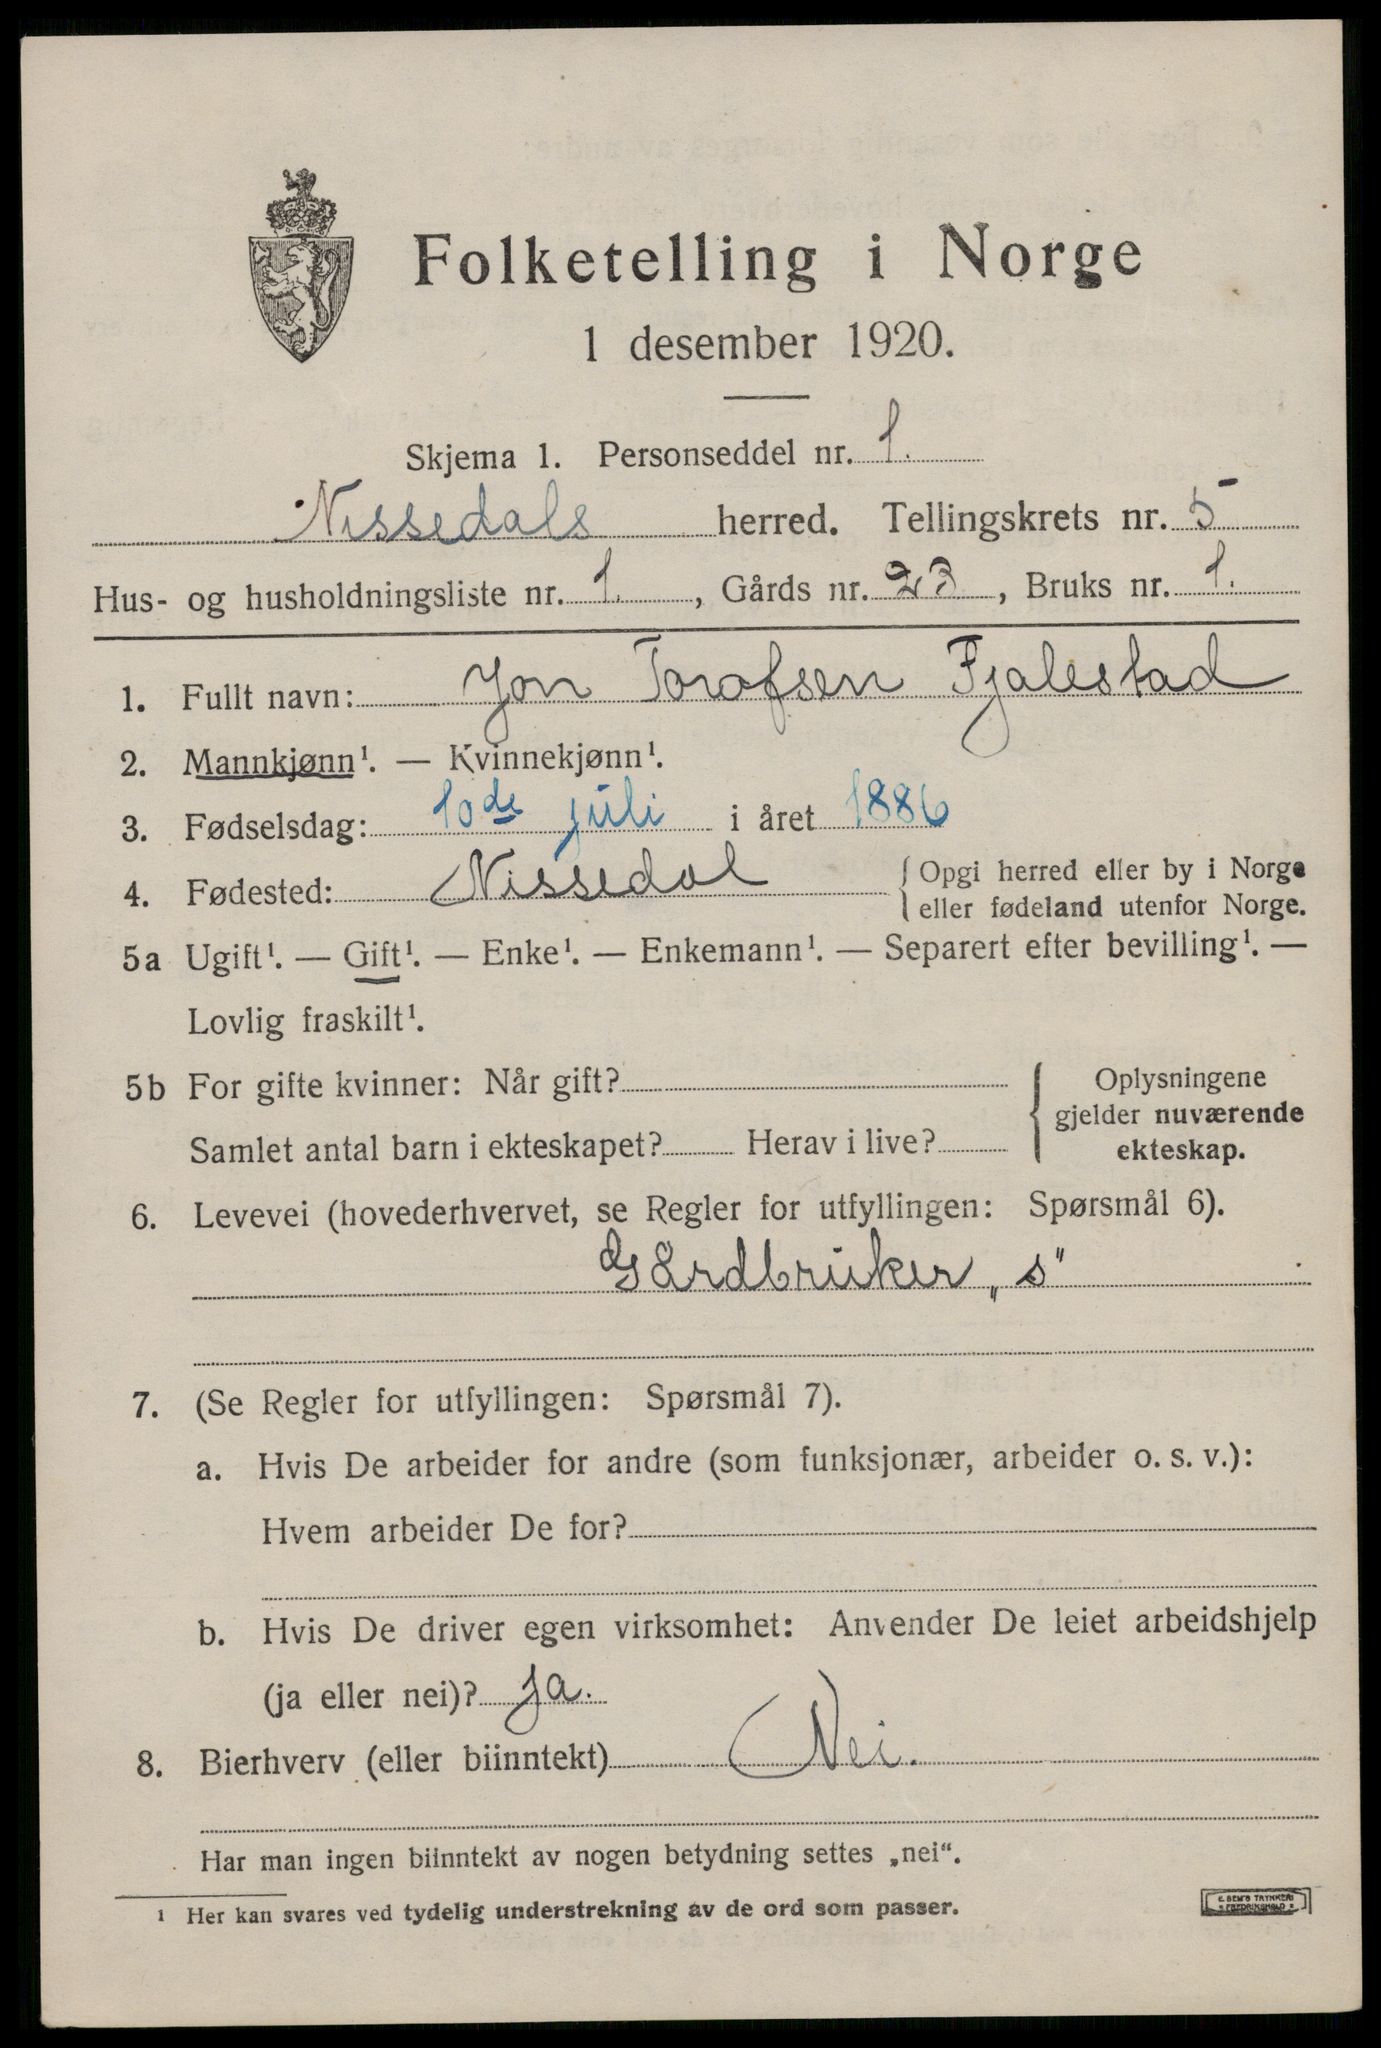 Folketelling i Norge
1 desember 1920.
Skjema 1. Personseddel nr. 1.
Nissedals herred. Tellingskrets nr. 5
Hus- og husholdningsliste nr. 1., Gårds nr. 23, Bruks nr. 1.
1. Fullt navn: Jon Torofsen Fjalestad
2. Mannkjønn¹. — Kvinnekjønn¹.
3. Fødselsdag: 10de juli i året 1886
4. Fødested: Nissedal { Opgi herred eller by i Norge
eller fødeland utenfor Norge.
5a Ugift¹. — Gift¹. — Enke¹. — Enkemann¹. — Separert efter bevilling¹. —
Lovlig fraskilt¹.
5b For gifte kvinner: Når gift?
Samlet antal barn i ekteskapet? Herav i live?
Oplysningene
gjelder nuværende
ekteskap.
6. Levevei (hovederhvervet, se Regler for utfyllingen: Spørsmål 6).
Gårdbruker „s"
7. (Se Regler for utfyllingen: Spørsmål 7).
a. Hvis De arbeider for andre (som funksjonær, arbeider o. s. v.):
Hvem arbeider De for?
b. Hvis De driver egen virksomhet: Anvender De leiet arbeidshjelp
(ja eller nei)? ja.
8. Bierhverv (eller biinntekt) Nei.
Har man ingen biinntekt av nogen betydning settes „nei“.
¹ Her kan svares ved tydelig understrekning av de ord som passer.
E. SEM'S TRYKKERI
FREDRIKSHALD